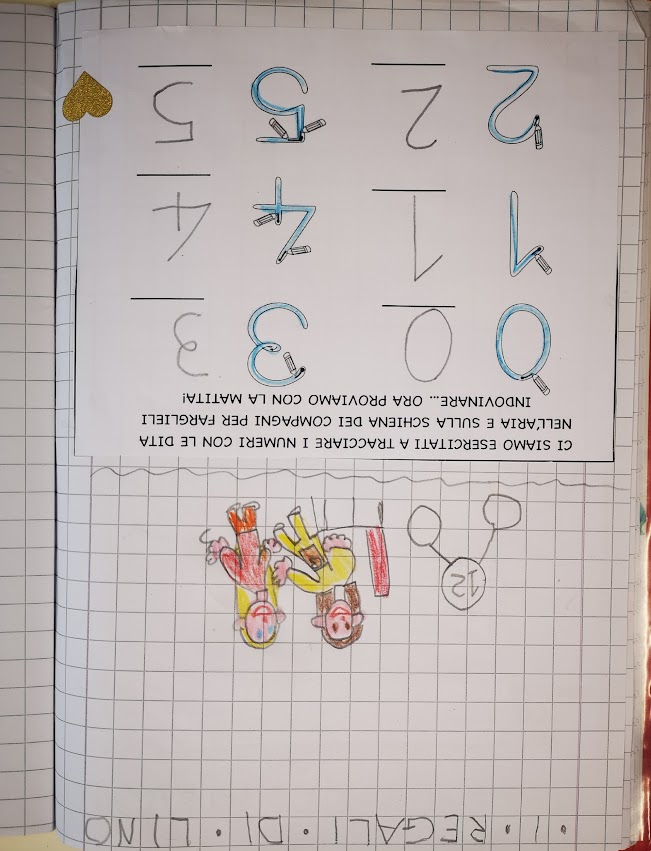 · I · REGALI · DI · LINO
12
CI SIAMO ESERCITATI A TRACCIARE I NUMERI CON LE DITA
NELL'ARIA E SULLA SCHIENA DEI COMPAGNI PER FARGLIELI
INDOVINARE... ORA PROVIAMO CON LA MATITA!
0 0 3 3
1 1 4 4
2 2 5 5